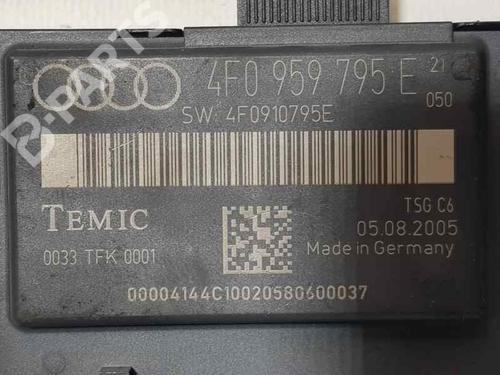 B-PARTS
4F0 959 795 E 21
050
SW: 4F0910795E
TEMIC
TSG C6
05.08.2005
0033 TFK 0001
Made in Germany
00004144C10020580600037